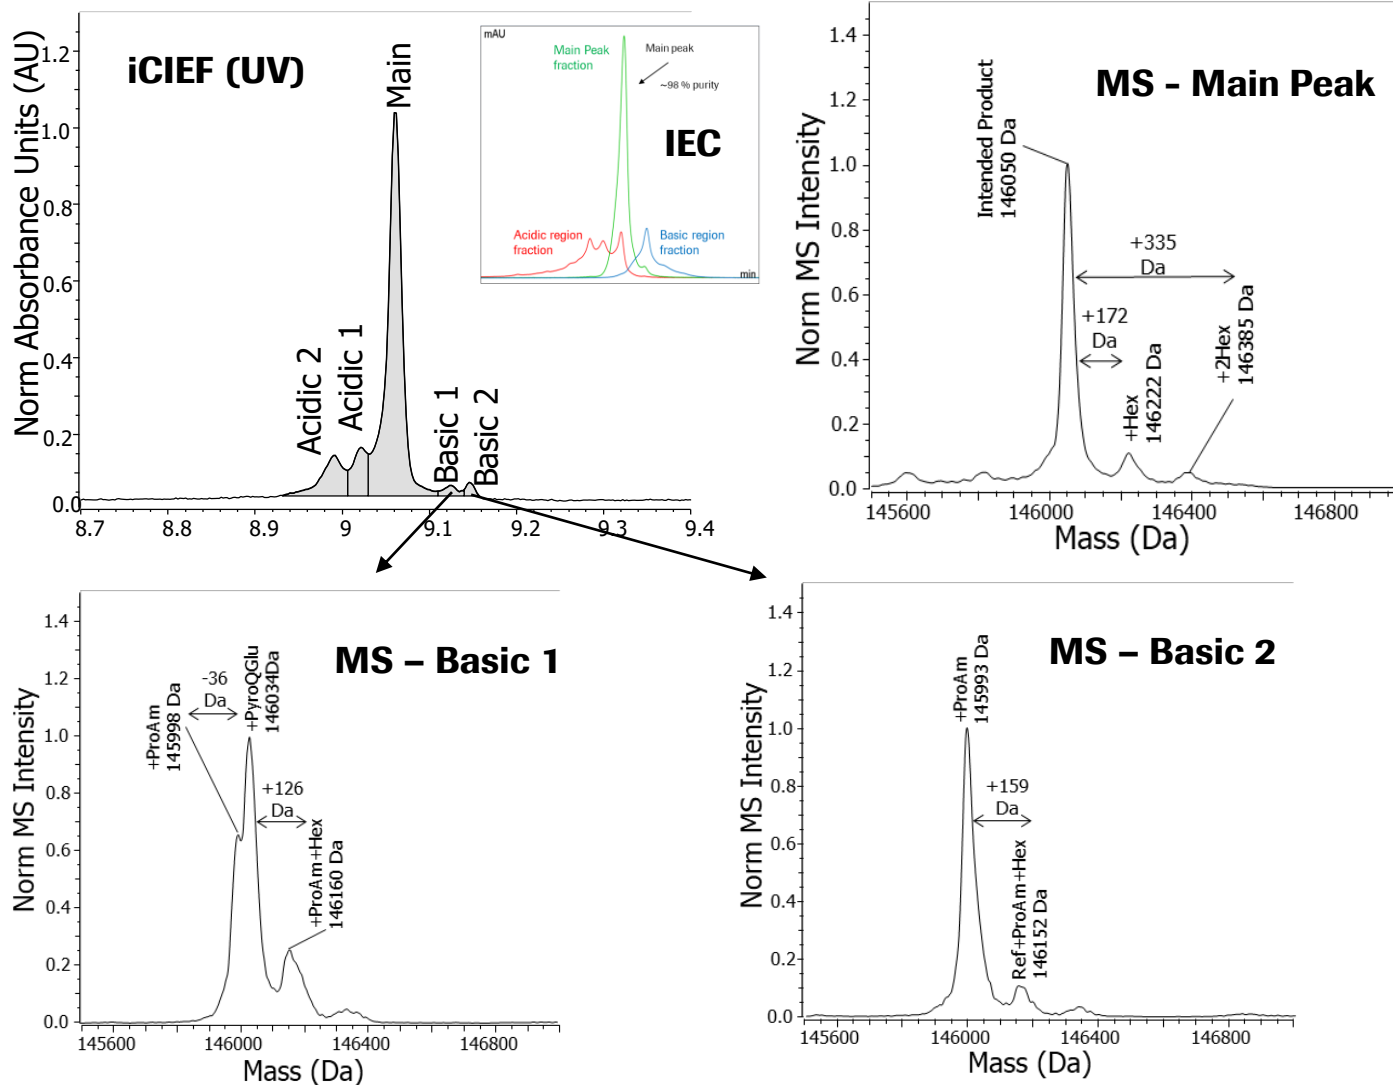 iCIEF (UV)
Norm Absorbance Units (AU)
1.2
1.0
0.8
0.6
0.4
0.2
0.0
8.7
8.8
8.9
9
9.1
9.2
9.3
9.4
Acidic 2
Acidic 1
Main
Basic 1
Basic 2
mAU
Main Peak
fraction
Main peak
~98 % purity
IEC
Acidic region
fraction
Basic region
fraction
min
MS - Main Peak
Norm MS Intensity
1.4
1.2
1.0
0.8
0.6
0.4
0.2
0.0
Intended Product
146050 Da
+335
Da
+172
Da
+Hex
146222 Da
+2Hex
146385 Da
145600
146000
146400
146800
Mass (Da)
MS – Basic 1
Norm MS Intensity
1.4
1.2
1.0
0.8
0.6
0.4
0.2
0.0
+ProAm
145998 Da
-36
Da
+PyroQGlu
146034Da
+126
Da
+ProAm+Hex
146160 Da
145600
146000
146400
146800
Mass (Da)
MS – Basic 2
Norm MS Intensity
1.4
1.2
1.0
0.8
0.6
0.4
0.2
0.0
+ProAm
145993 Da
+159
Da
Ref+ProAm+Hex
146152 Da
145600
146000
146400
146800
Mass (Da)